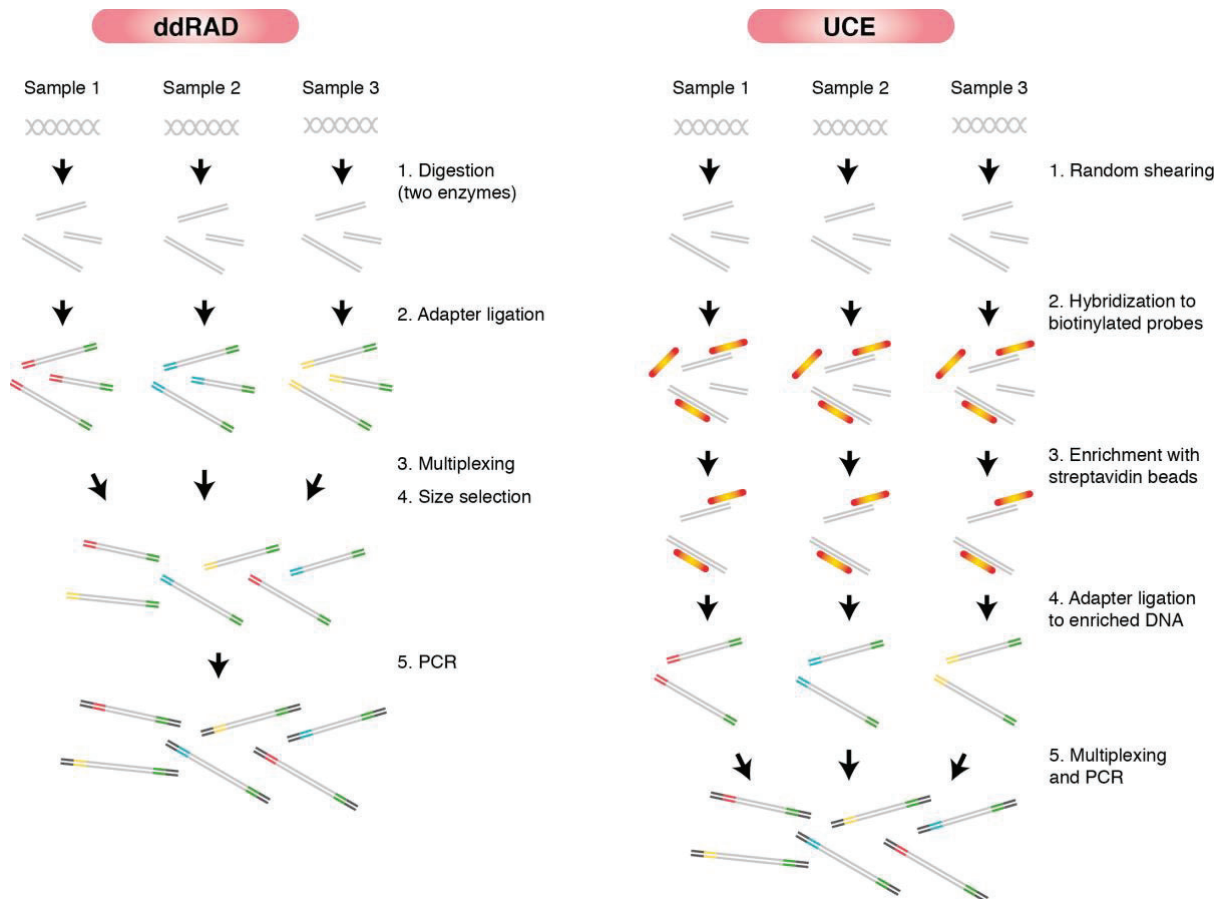 ddRAD
Sample 1
Sample 2
Sample 3
1. Digestion
(two enzymes)
2. Adapter ligation
3. Multiplexing
4. Size selection
5. PCR
UCE
Sample 1
Sample 2
Sample 3
1. Random shearing
2. Hybridization to
biotinylated probes
3. Enrichment with
streptavidin beads
4. Adapter ligation
to enriched DNA
5. Multiplexing
and PCR